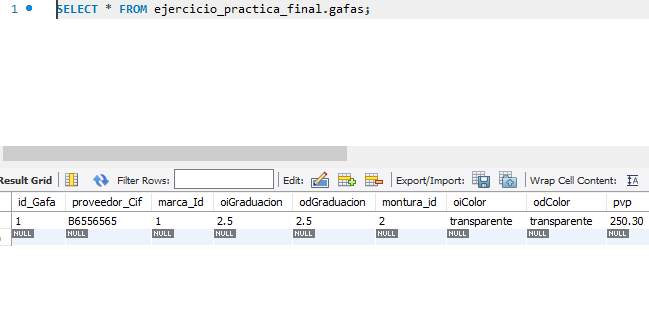 1 SELECT * FROM ejercicio_practica_final.gafas;
Result Grid Filter Rows: Edit: Export/Import: Wrap Cell Content: IA
id_Gafa proveedor_Cif marca_Id oiGraduacion odGraduacion montura_id oiColor odColor pvp
1 B6556565 1 2.5 2.5 2 transparente transparente 250.30
NULL NULL NULL NULL NULL NULL NULL NULL NULL